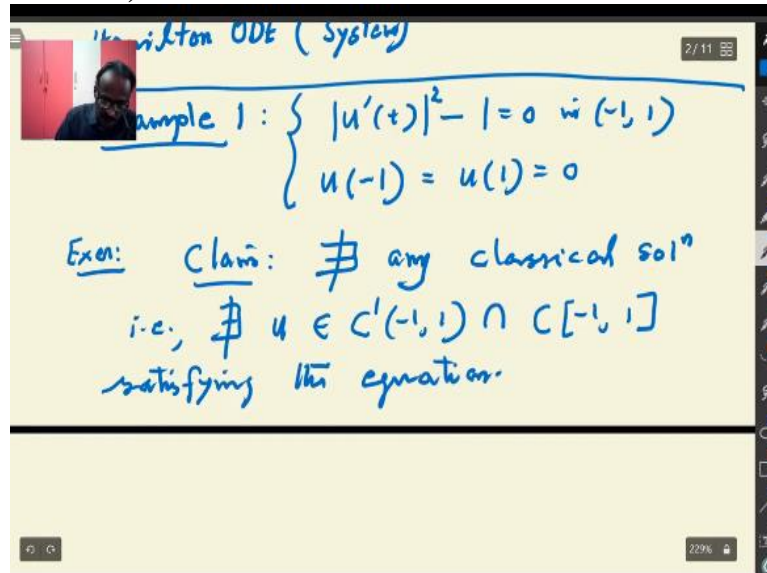 Hamilton ODE (System)
2/11
Example 1 : { |u'(t)|² - 1 = 0 in (-1, 1)
u(-1) = u(1) = 0
Exer: Claim: ∄ any classical solⁿ
i.e., ∄ u ∈ C'(-1, 1) ∩ C[-1, 1]
satisfying the equation.
229%